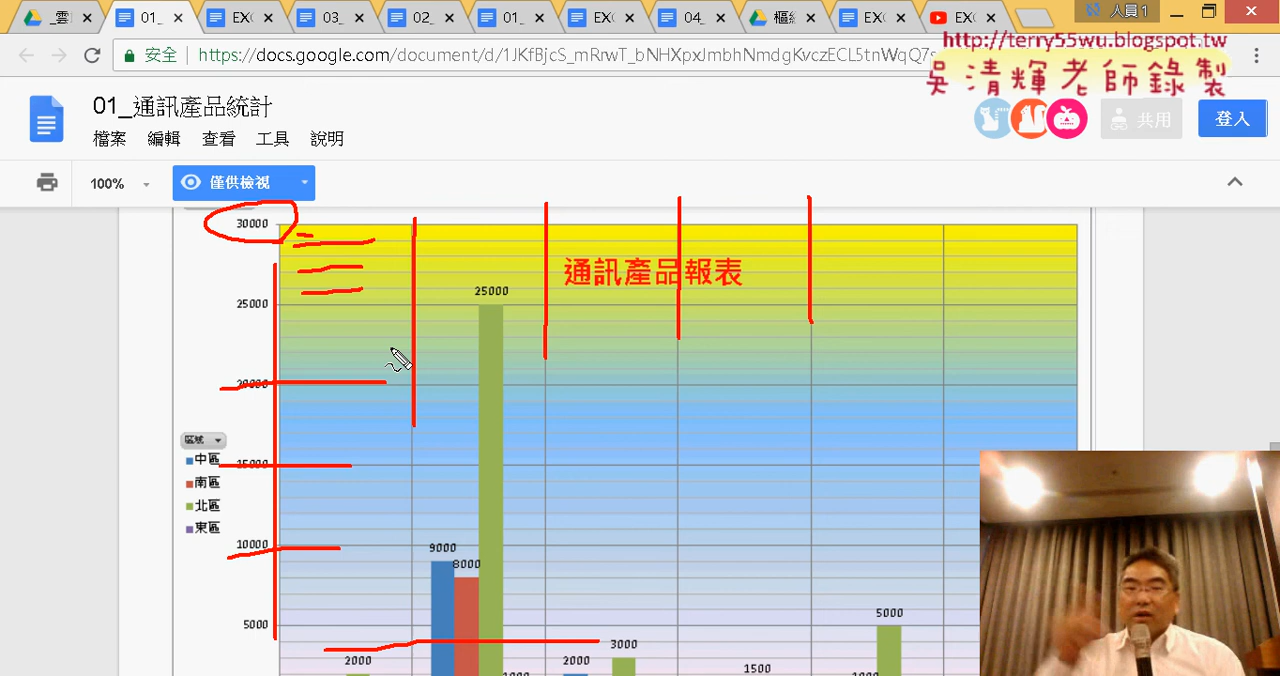 _雲
01_
EXC
03_
02_
01_
EXC
04_
樞紐
EXC
EXC
人員 1
安全
https://docs.google.com/document/d/1JKfBjcS_mRrwT_bNHXpxJmbhNmdgKvczECL5tnWqQ7s
http://terry55wu.blogspot.tw
吳清輝老師錄製
01_通訊產品統計
檔案 編輯 查看 工具 說明
共用
登入
100%
僅供檢視
30000
通訊產品報表
25000
25000
20000
區域
中區
15000
南區
北區
東區
10000
9000
8000
5000
5000
3000
2000
2000
1500